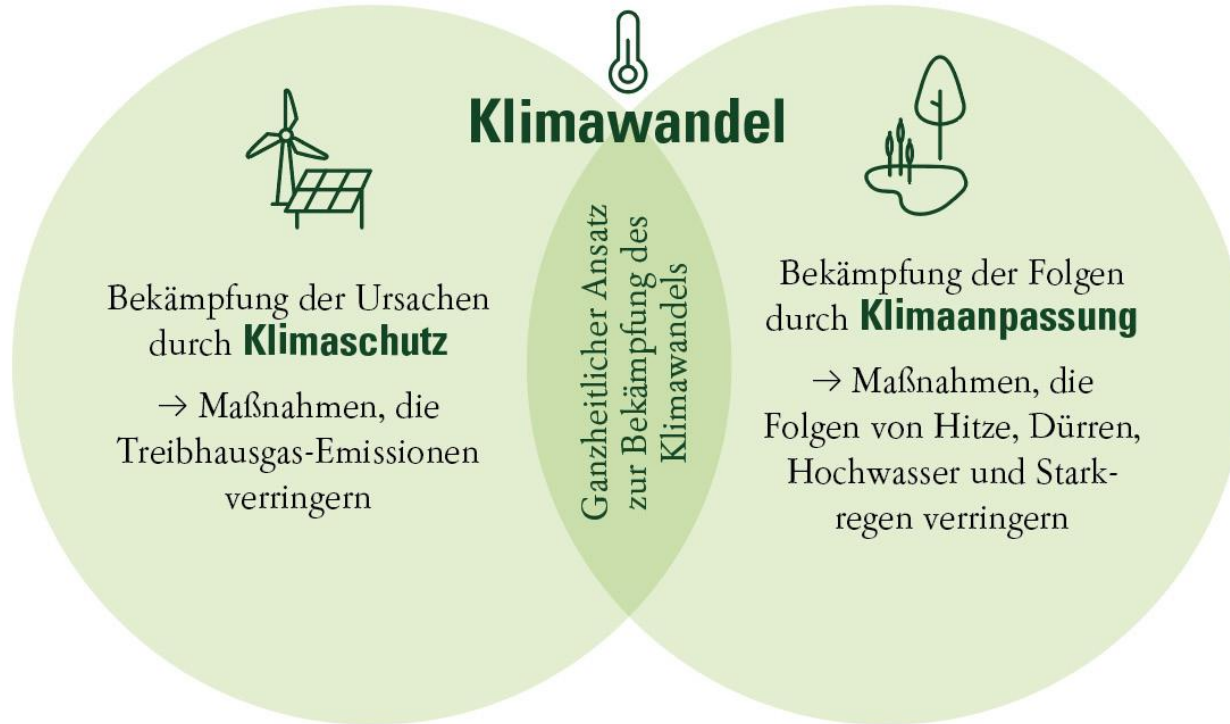 Klimawandel
Bekämpfung der Ursachen
durch Klimaschutz
→ Maßnahmen, die
Treibhausgas-Emissionen
verringern
Ganzheitlicher Ansatz
zur Bekämpfung des
Klimawandels
Bekämpfung der Folgen
durch Klimaanpassung
→ Maßnahmen, die
Folgen von Hitze, Dürren,
Hochwasser und Stark-
regen verringern